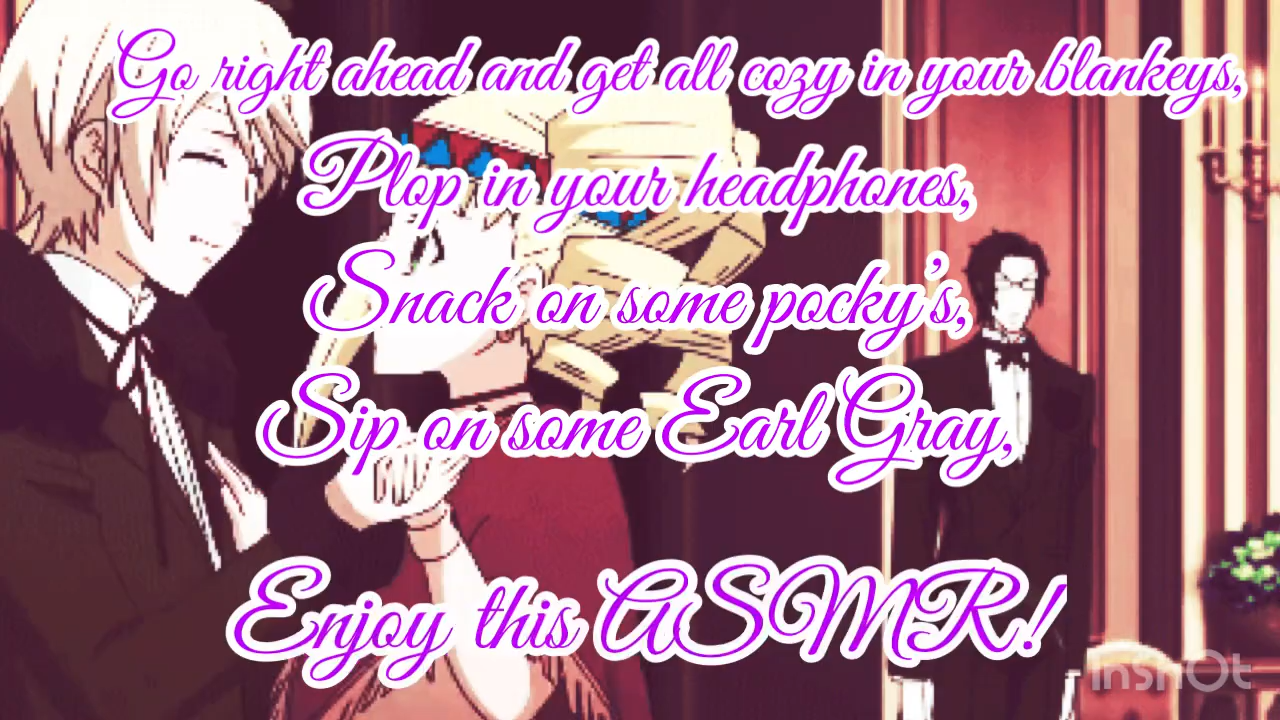 Go right ahead and get all cozy in your blankeys,
Plop in your headphones,
Snack on some pocky's,
Sip on some Earl Gray,
Enjoy this ASMR!
InShOt